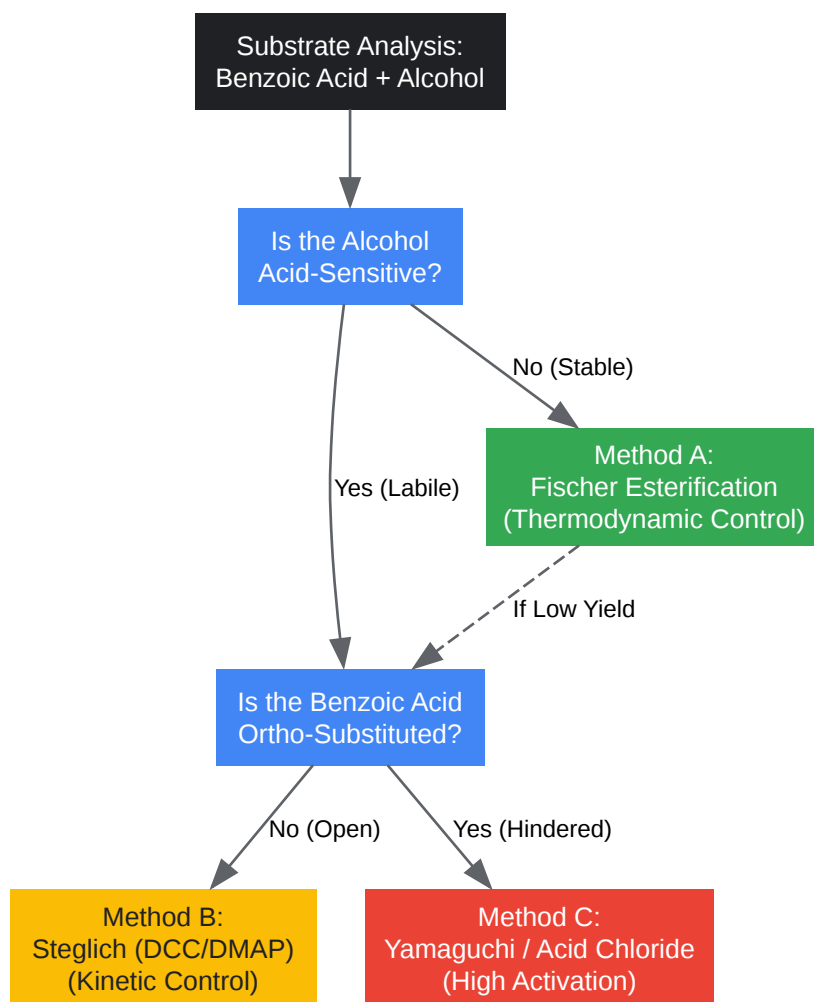 Substrate Analysis:
Benzoic Acid + Alcohol
Is the Alcohol
Acid-Sensitive?
No (Stable)
Method A:
Fischer Esterification
(Thermodynamic Control)
Yes (Labile)
If Low Yield
Is the Benzoic Acid
Ortho-Substituted?
No (Open)
Yes (Hindered)
Method B:
Steglich (DCC/DMAP)
(Kinetic Control)
Method C:
Yamaguchi / Acid Chloride
(High Activation)